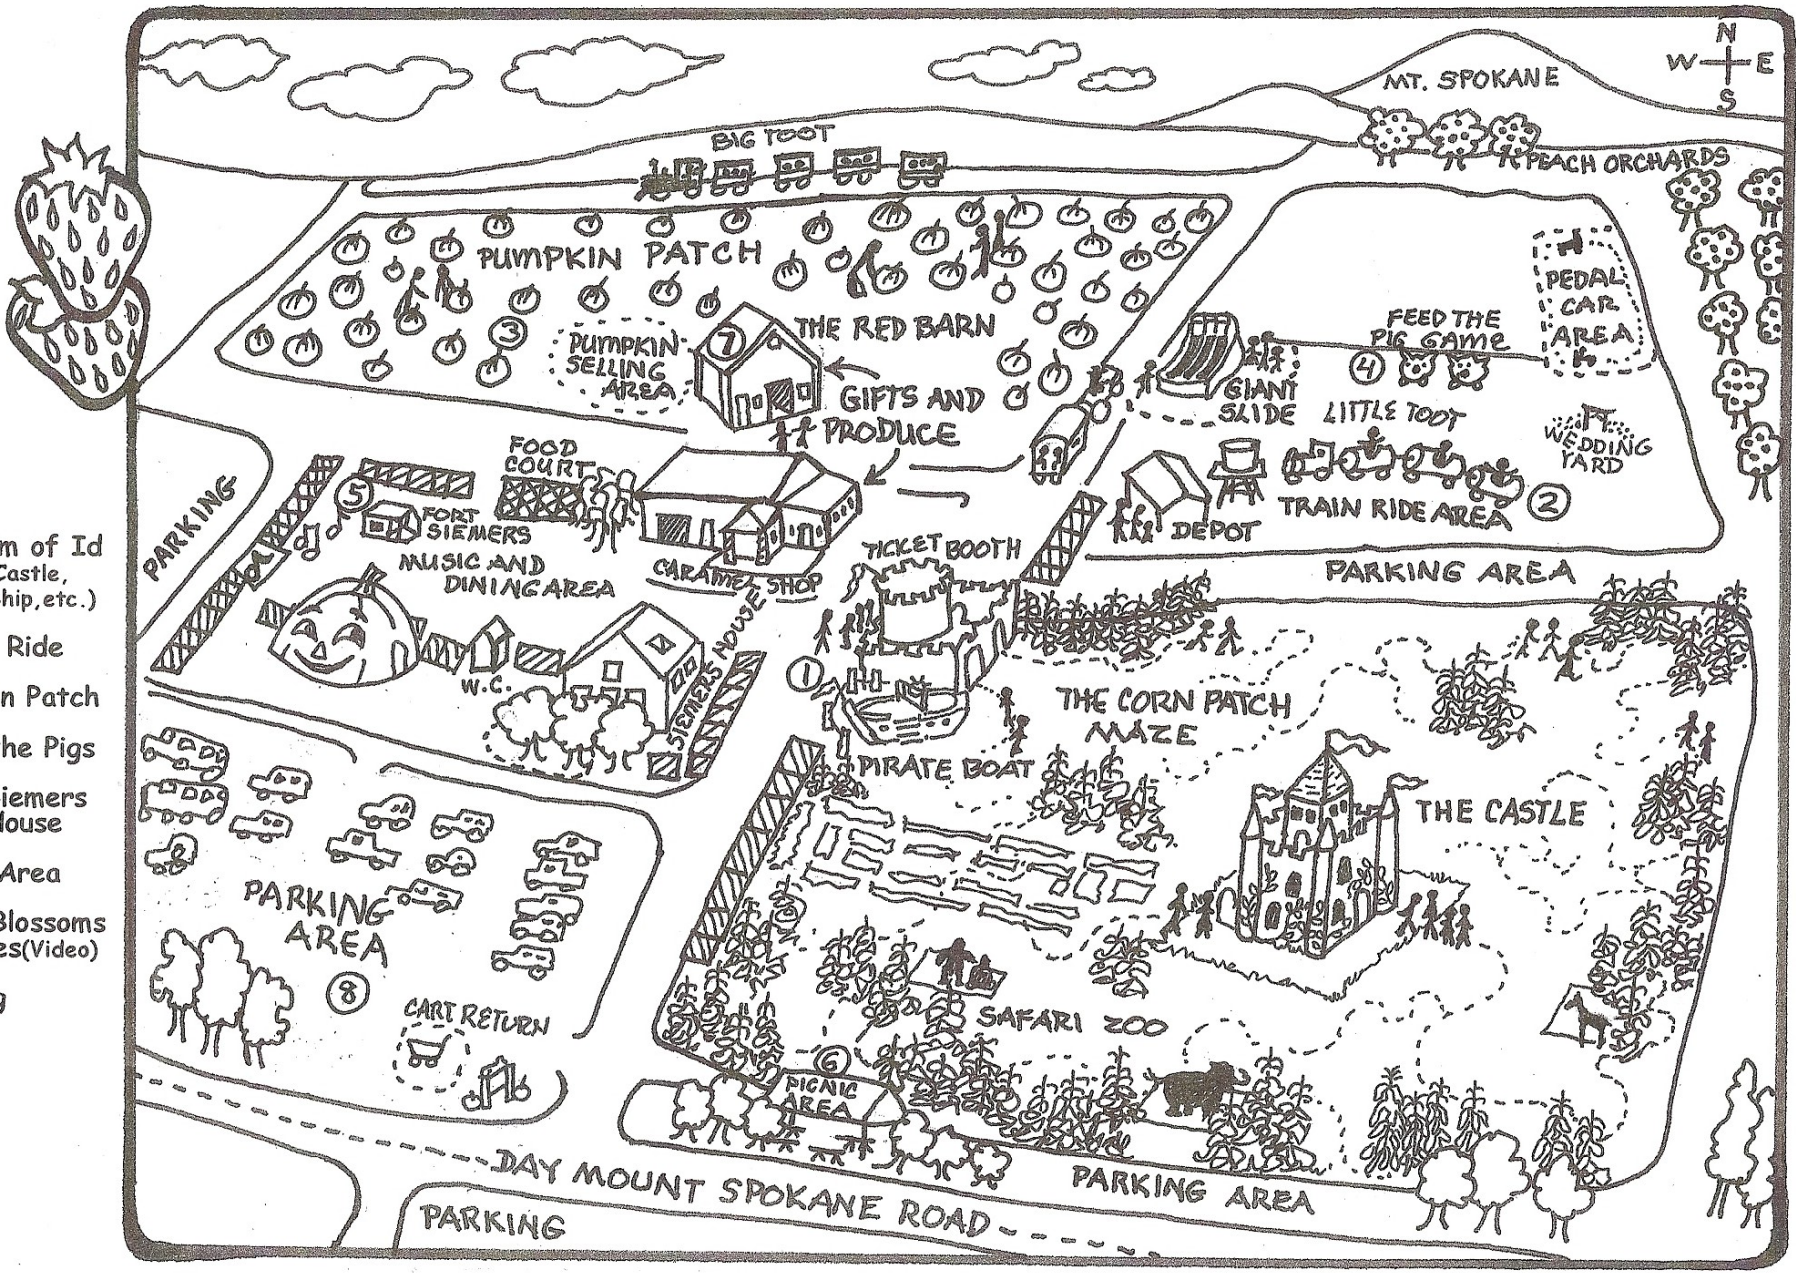 N
W E
S
MT. SPOKANE
BIG TOOT
PEACH ORCHARDS
PUMPKIN PATCH
3
PUMPKIN
SELLING
AREA
7
THE RED BARN
GIFTS AND
PRODUCE
GIANT
SLIDE
FEED THE
PIG GAME
4
PEDAL
CAR
AREA
LITTLE TOOT
WEDDING
YARD
TRAIN RIDE AREA
2
DEPOT
FOOD
COURT
5
FORT
SIEMERS
MUSIC AND
DINING AREA
PARKING
CARAMEL SHOP
TICKET BOOTH
PARKING AREA
W.C.
SIEMERS HOUSE
1
THE CORN PATCH
MAZE
PIRATE BOAT
THE CASTLE
m of Id
Castle,
hip,etc.)
Ride
n Patch
he Pigs
iemers
House
Area
Blossoms
es(Video)
g
PARKING
AREA
8
CART RETURN
SAFARI ZOO
6
PICNIC
AREA
DAY MOUNT SPOKANE ROAD
PARKING AREA
PARKING